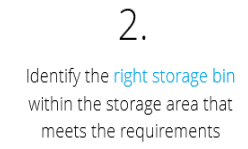 2.
Identify the right storage bin
within the storage area that
meets the requirements